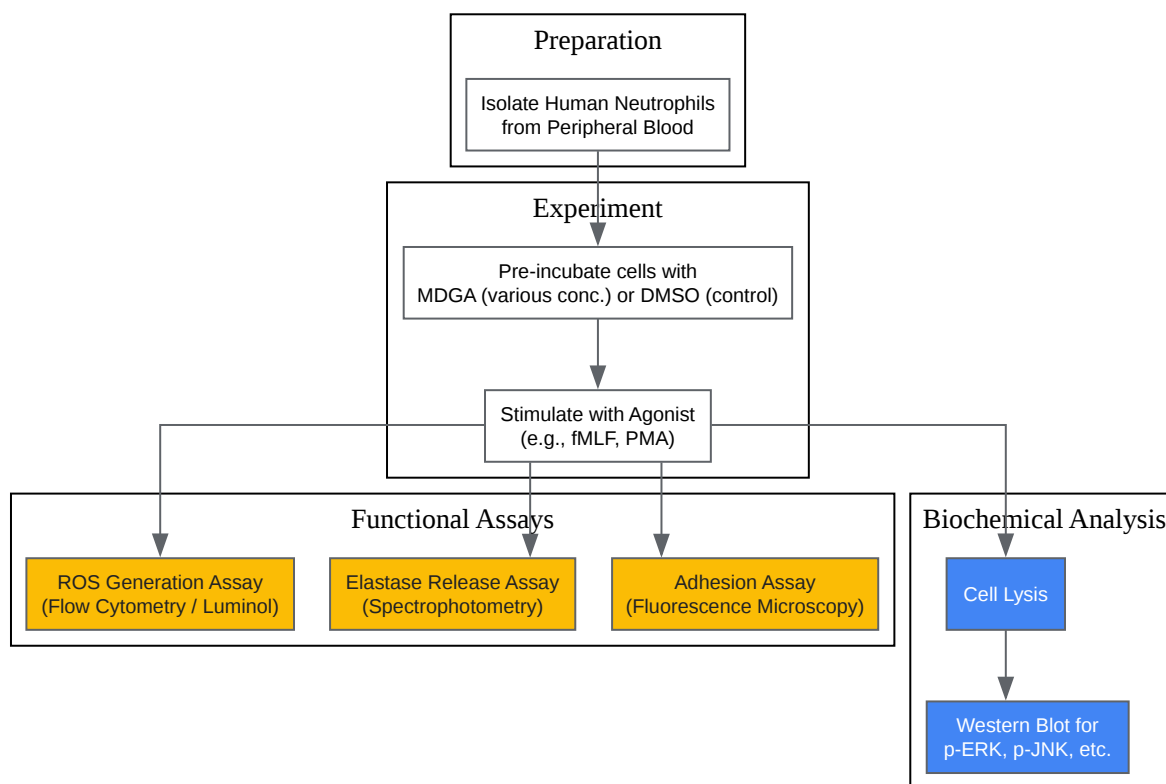 Preparation
Isolate Human Neutrophils
from Peripheral Blood
Experiment
Pre-incubate cells with
MDGA (various conc.) or DMSO (control)
Stimulate with Agonist
(e.g., fMLF, PMA)
Functional Assays
ROS Generation Assay
(Flow Cytometry / Luminol)
Elastase Release Assay
(Spectrophotometry)
Adhesion Assay
(Fluorescence Microscopy)
Biochemical Analysis
Cell Lysis
Western Blot for
p-ERK, p-JNK, etc.